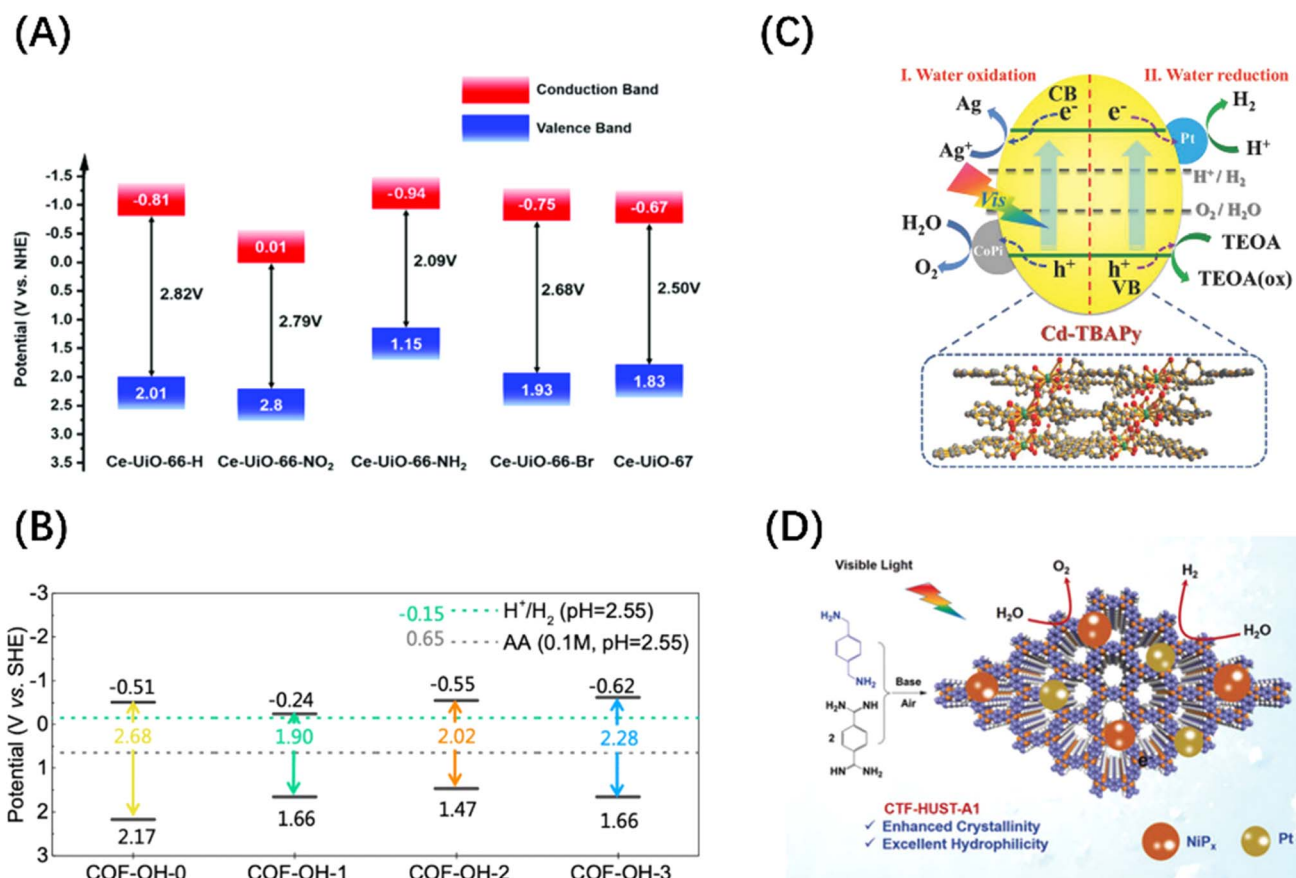 (A)
Conduction Band
Valence Band
Potential (V vs. NHE)
-1.5
-1.0
-0.5
0.0
0.5
1.0
1.5
2.0
2.5
3.0
3.5
-0.81
0.01
-0.94
-0.75
-0.67
2.82V
2.79V
2.09V
2.68V
2.50V
2.01
2.8
1.15
1.93
1.83
Ce-UiO-66-H Ce-UiO-66-NO₂ Ce-UiO-66-NH₂ Ce-UiO-66-Br Ce-UiO-67
(B)
Potential (V vs. SHE)
-3
-2
-1
0
1
2
3
-0.15 H⁺/H₂ (pH=2.55)
0.65 AA (0.1M, pH=2.55)
-0.51
-0.24
-0.55
-0.62
2.68
1.90
2.02
2.28
2.17
1.66
1.47
1.66
COF-OH-0 COF-OH-1 COF-OH-2 COF-OH-3
(C)
I. Water oxidation II. Water reduction
Ag
CB
e⁻
e⁻
H₂
Ag⁺
Pt
H⁺
H⁺/H₂
Vis
O₂/H₂O
H₂O
CoPi
O₂
h⁺
h⁺
VB
TEOA
TEOA(ox)
Cd-TBAPy
(D)
Visible Light
O₂
H₂
H₂O
H₂O
H₂N
NH₂
Base
Air
H₂N NH
2
HN NH₂
e
CTF-HUST-A1
✓ Enhanced Crystallinity
✓ Excellent Hydrophilicity
NiPₓ
Pt